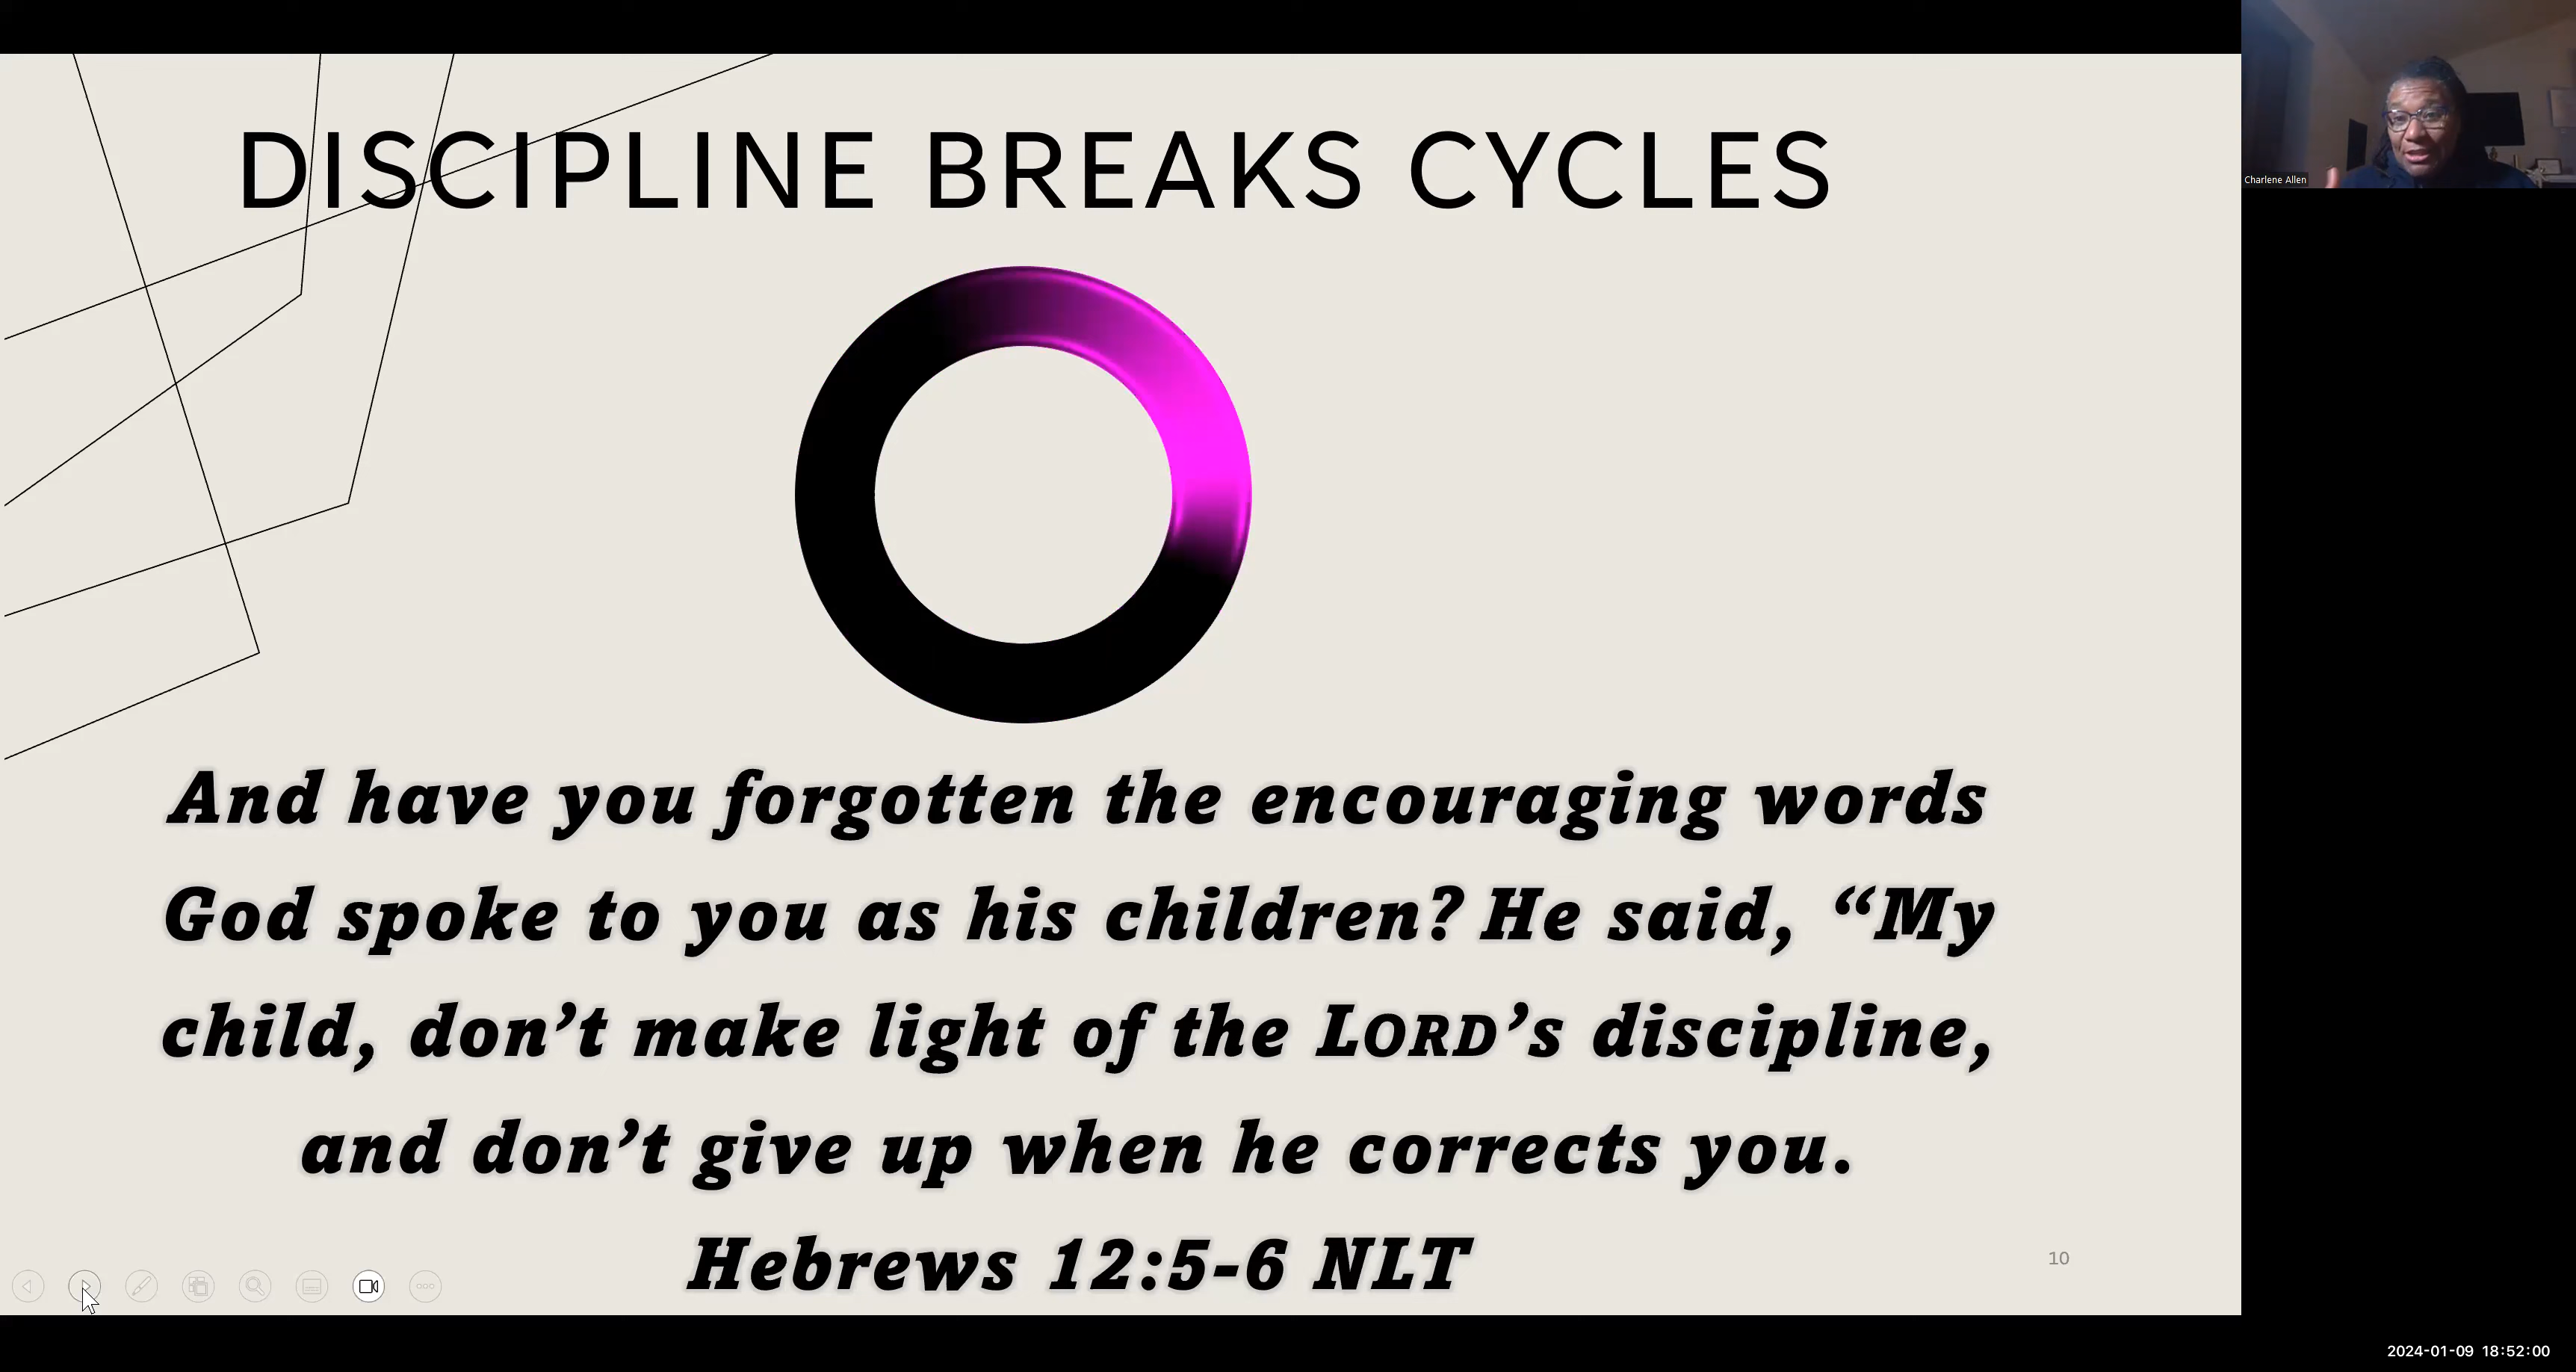 DISCIPLINE BREAKS CYCLES
Charlene Allen
And have you forgotten the encouraging words
God spoke to you as his children? He said, “My
child, don’t make light of the LORD’s discipline,
and don’t give up when he corrects you.
Hebrews 12:5-6 NLT
10
2024-01-09 18:52:00